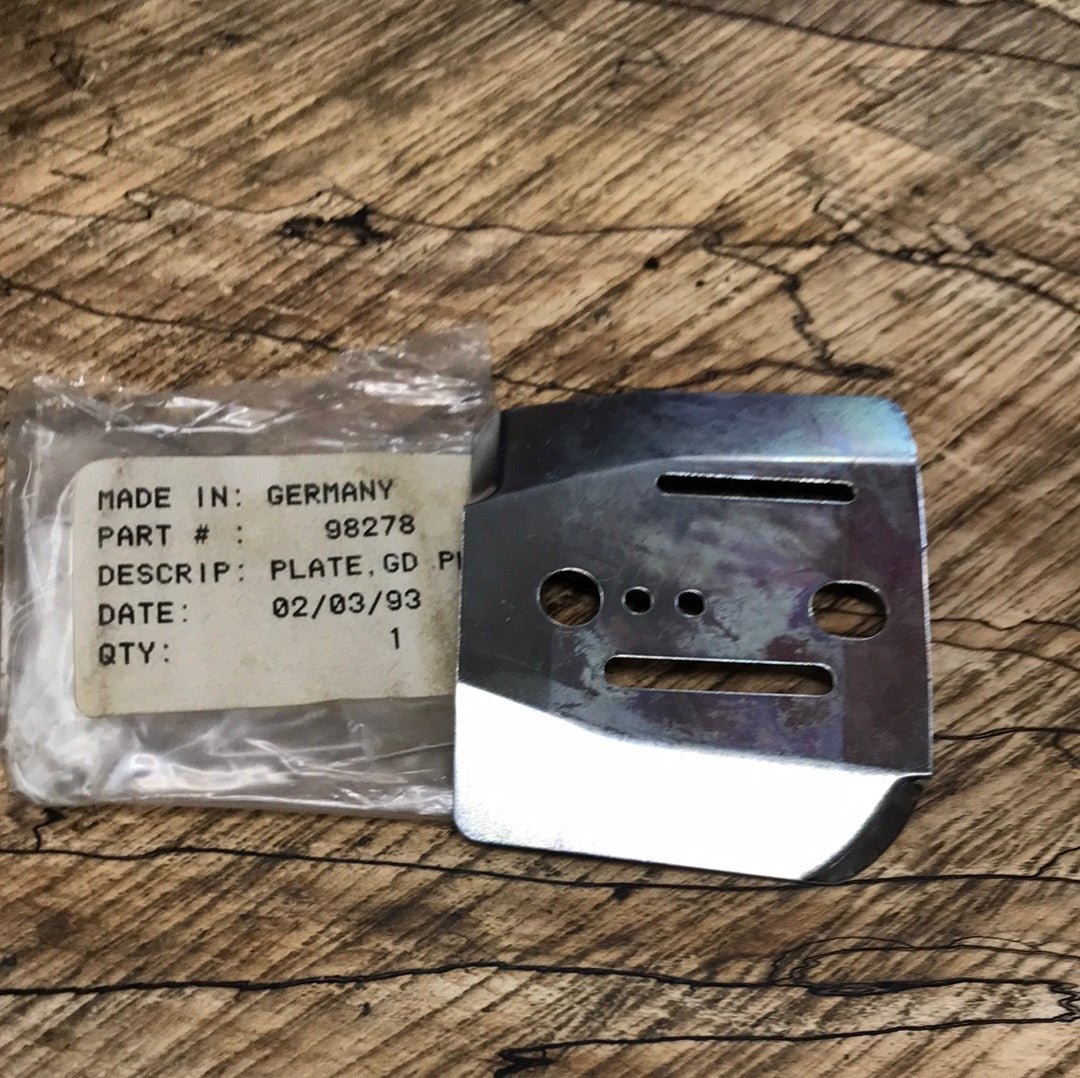 MADE IN: GERMANY
PART # : 98278
DESCRIP: PLATE,GD
DATE: 02/03/93
QTY: 1